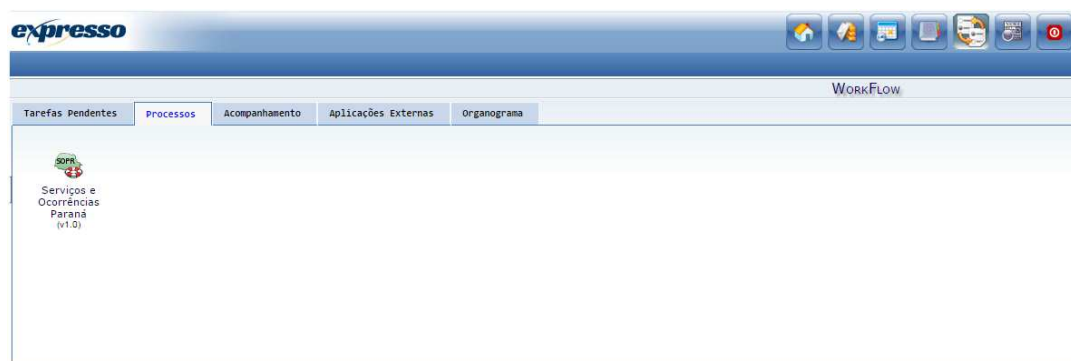 expresso
WorkFlow
Tarefas Pendentes
Processos
Acompanhamento
Aplicações Externas
Organograma
SOPR
Serviços e
Ocorrências
Paraná
(v1.0)